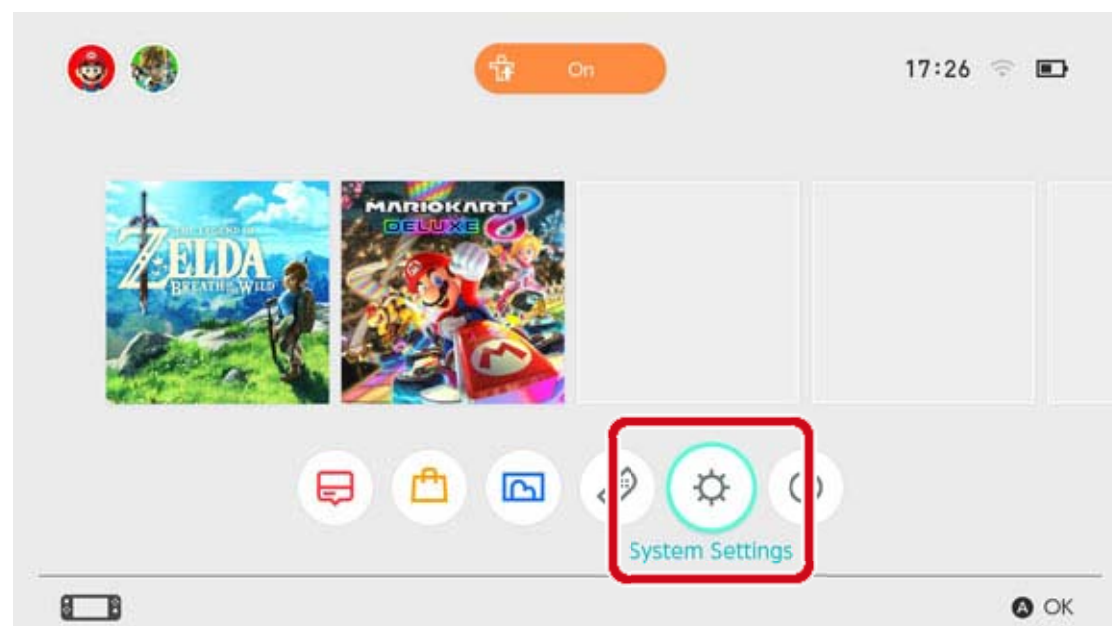 On
17:26
THE LEGEND OF
ZELDA
BREATH OF THE WILD
MARIOKART 8
DELUXE
System Settings
A OK